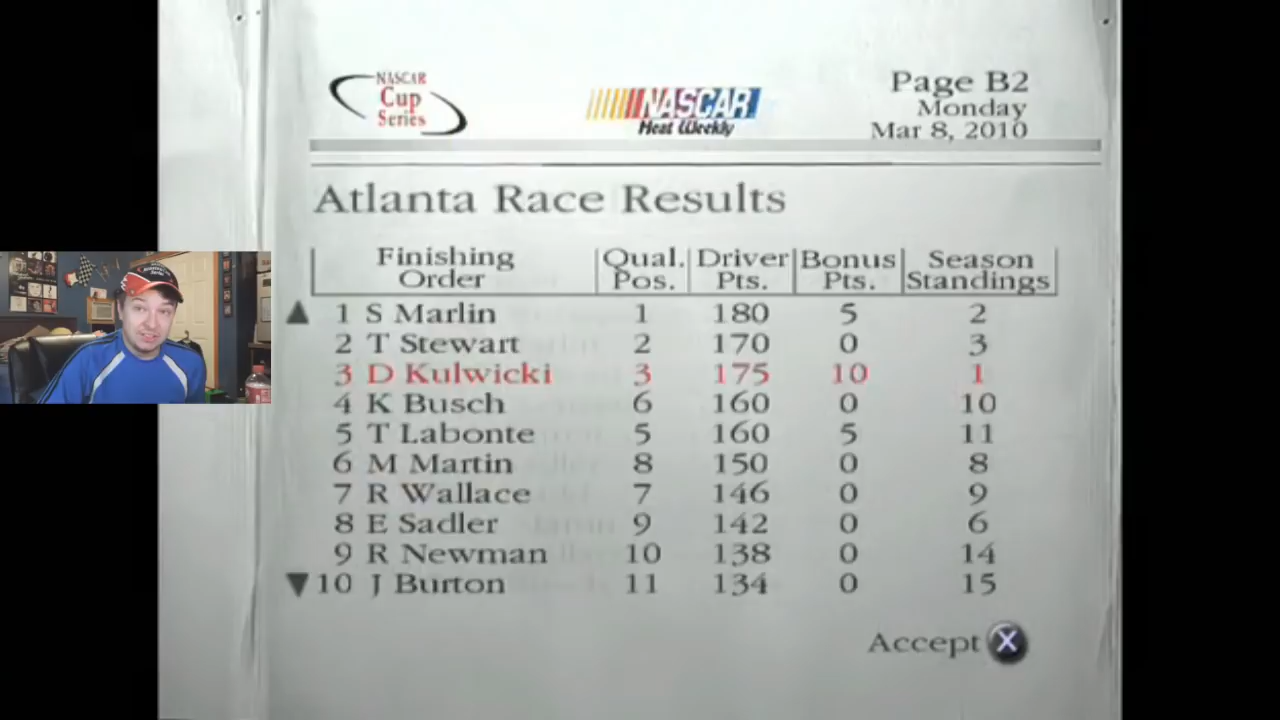 NASCAR
Cup
Series
NASCAR
Heat Weekly
Page B2
Monday
Mar 8, 2010
Atlanta Race Results
Finishing Order Qual. Pos. Driver Pts. Bonus Pts. Season Standings
1 S Marlin 1 180 5 2
2 T Stewart 2 170 0 3
3 D Kulwicki 3 175 10 1
4 K Busch 6 160 0 10
5 T Labonte 5 160 5 11
6 M Martin 8 150 0 8
7 R Wallace 7 146 0 9
8 E Sadler 9 142 0 6
9 R Newman 10 138 0 14
10 J Burton 11 134 0 15
Accept X